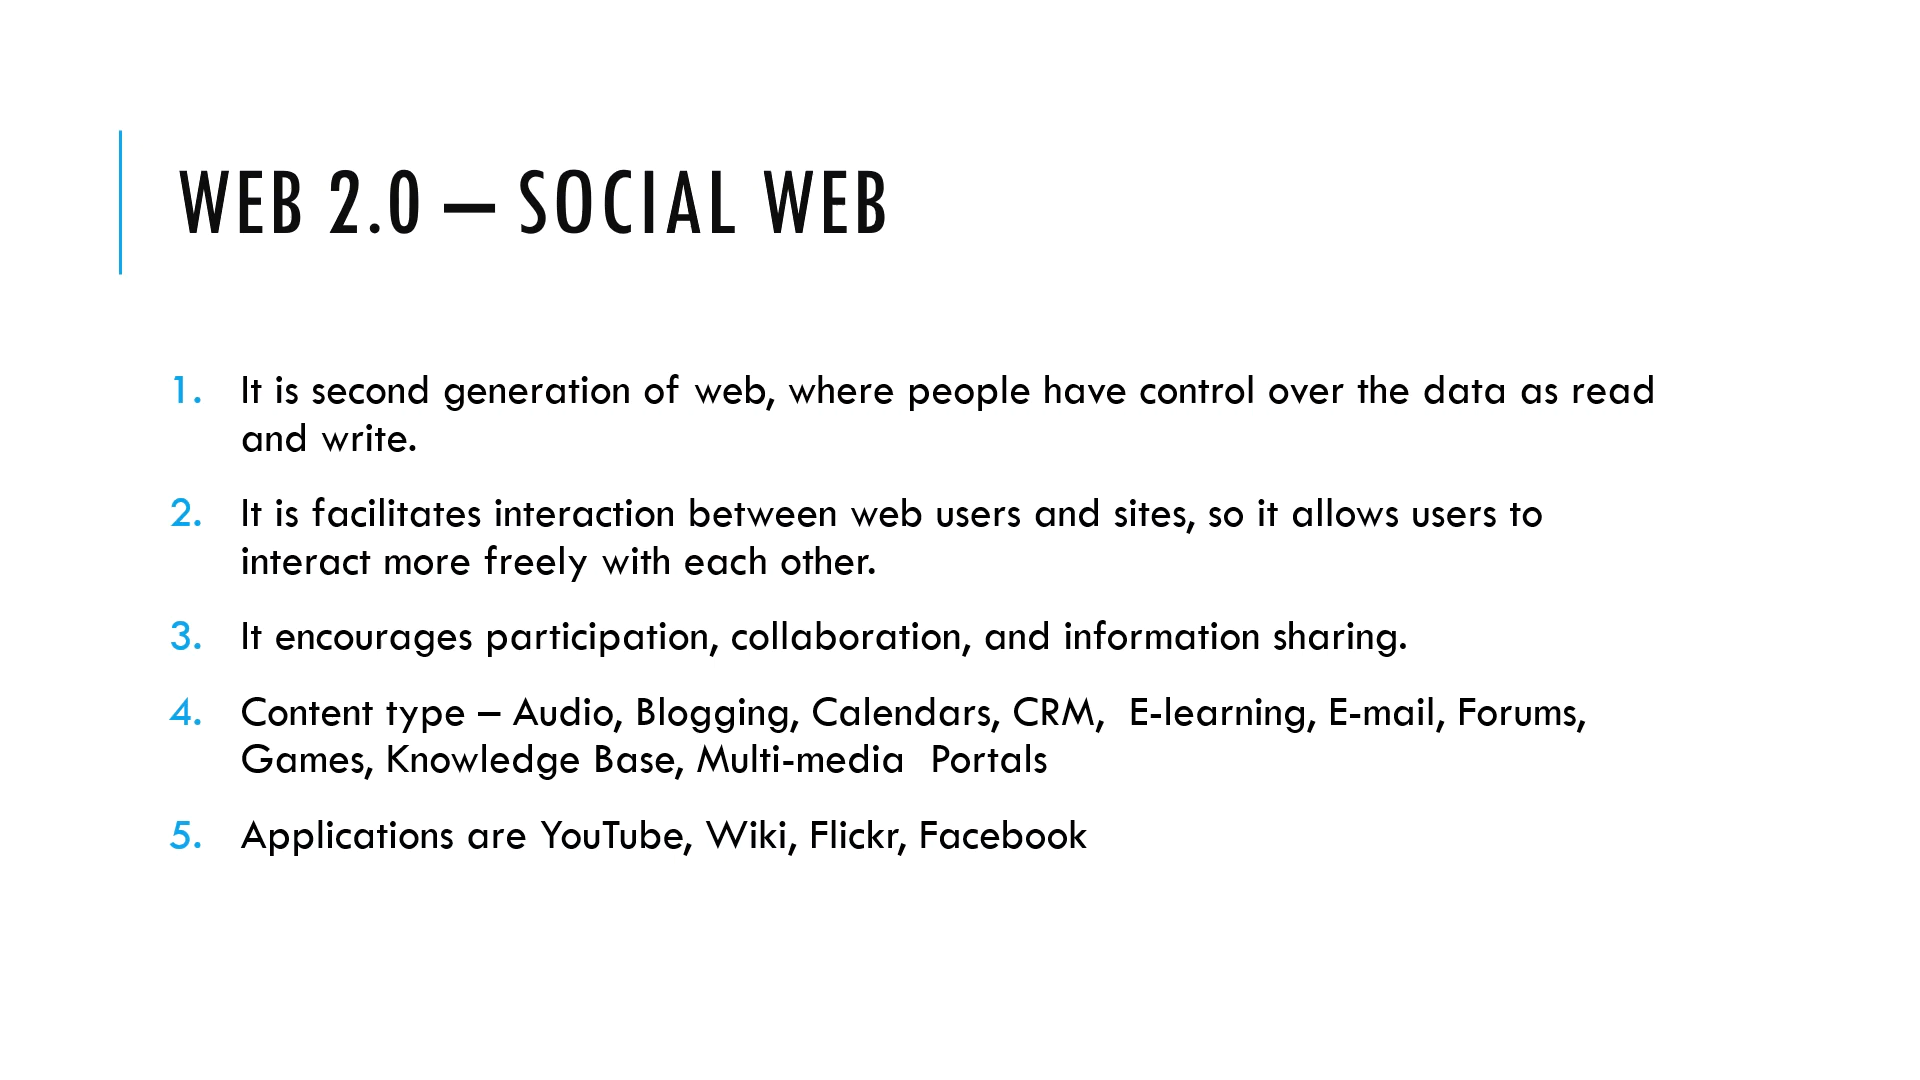 WEB 2.0 – SOCIAL WEB
1. It is second generation of web, where people have control over the data as read
and write.
2. It is facilitates interaction between web users and sites, so it allows users to
interact more freely with each other.
3. It encourages participation, collaboration, and information sharing.
4. Content type – Audio, Blogging, Calendars, CRM,  E-learning, E-mail, Forums,
Games, Knowledge Base, Multi-media  Portals
5. Applications are YouTube, Wiki, Flickr, Facebook